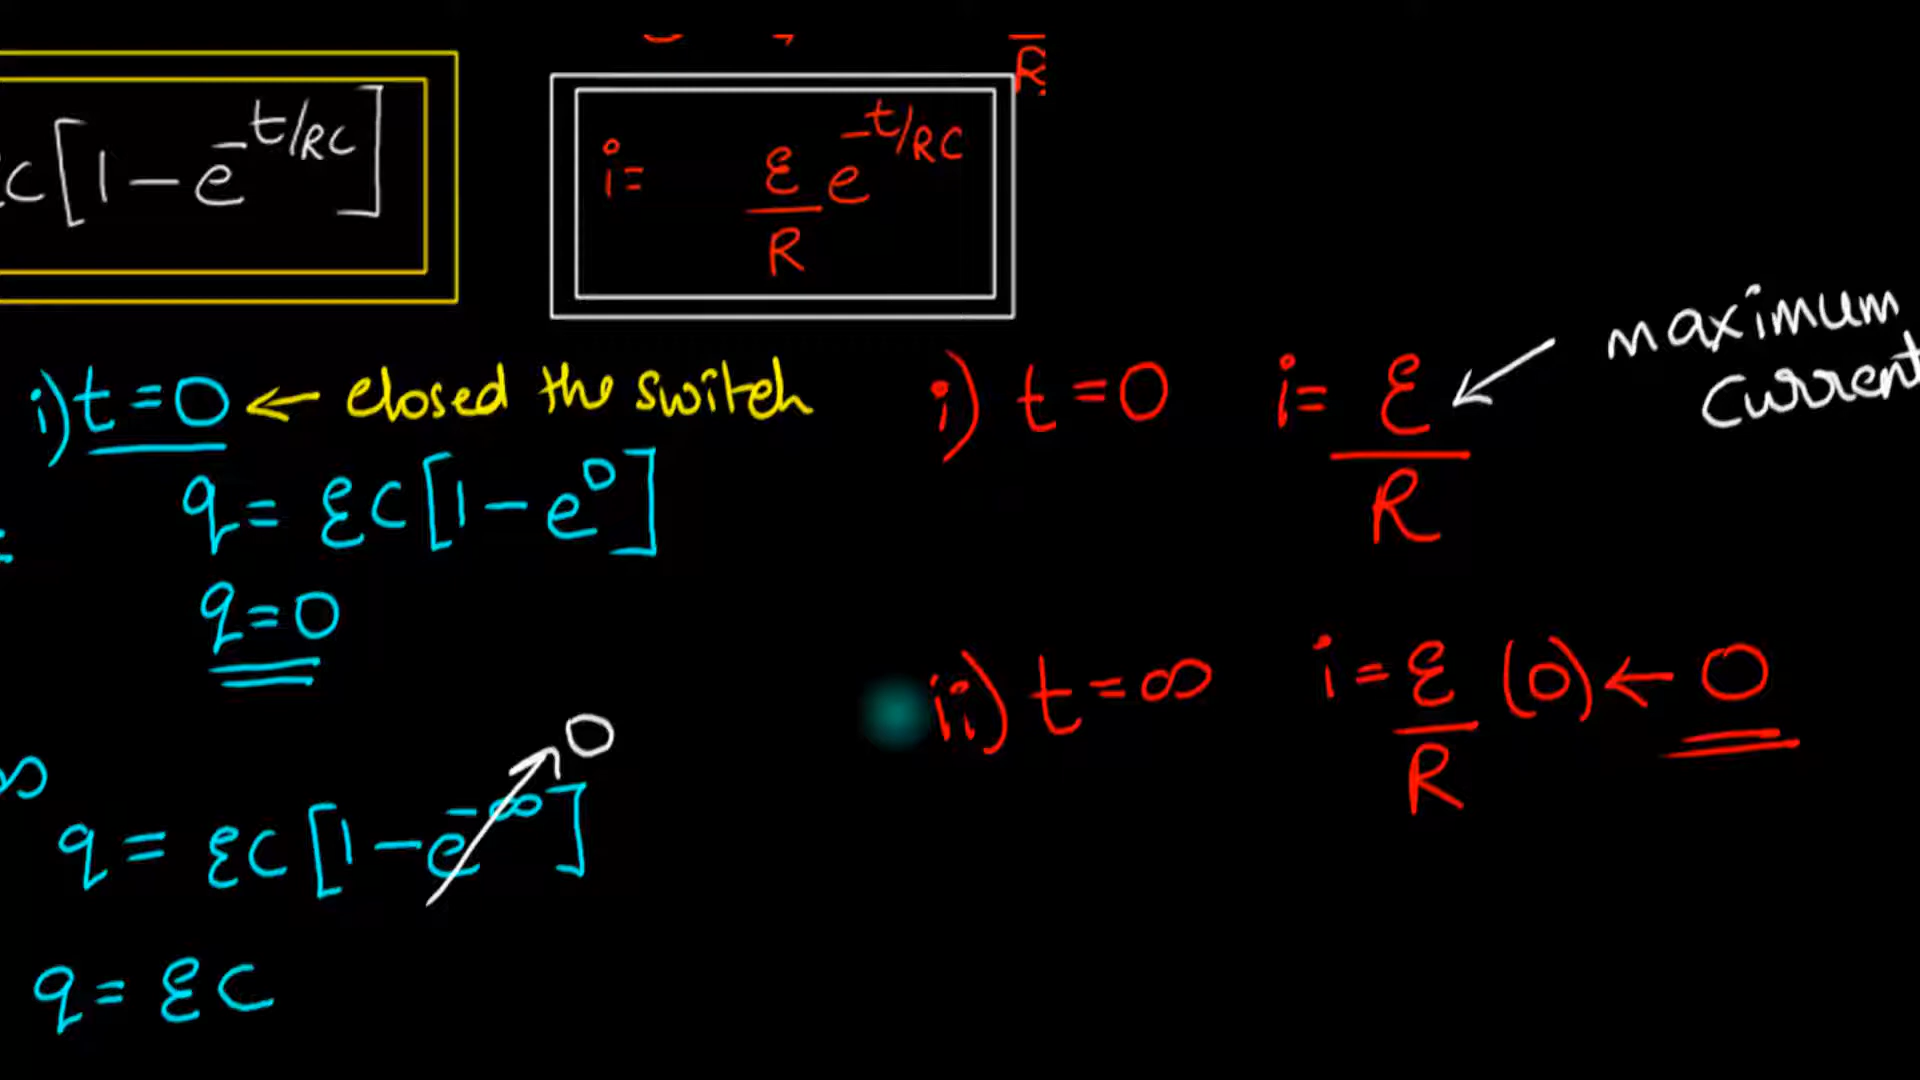 R
C[1-e^-t/RC]
i= ε/R e^-t/RC
i) t=0 ← closed the switch
q= εC[1-e^0]
q=0
∞
q = εC[1-e^-∞] 0
q= εC
i) t=0 i= ε/R
maximum
current
ii) t=∞ i= ε/R (0) ← 0